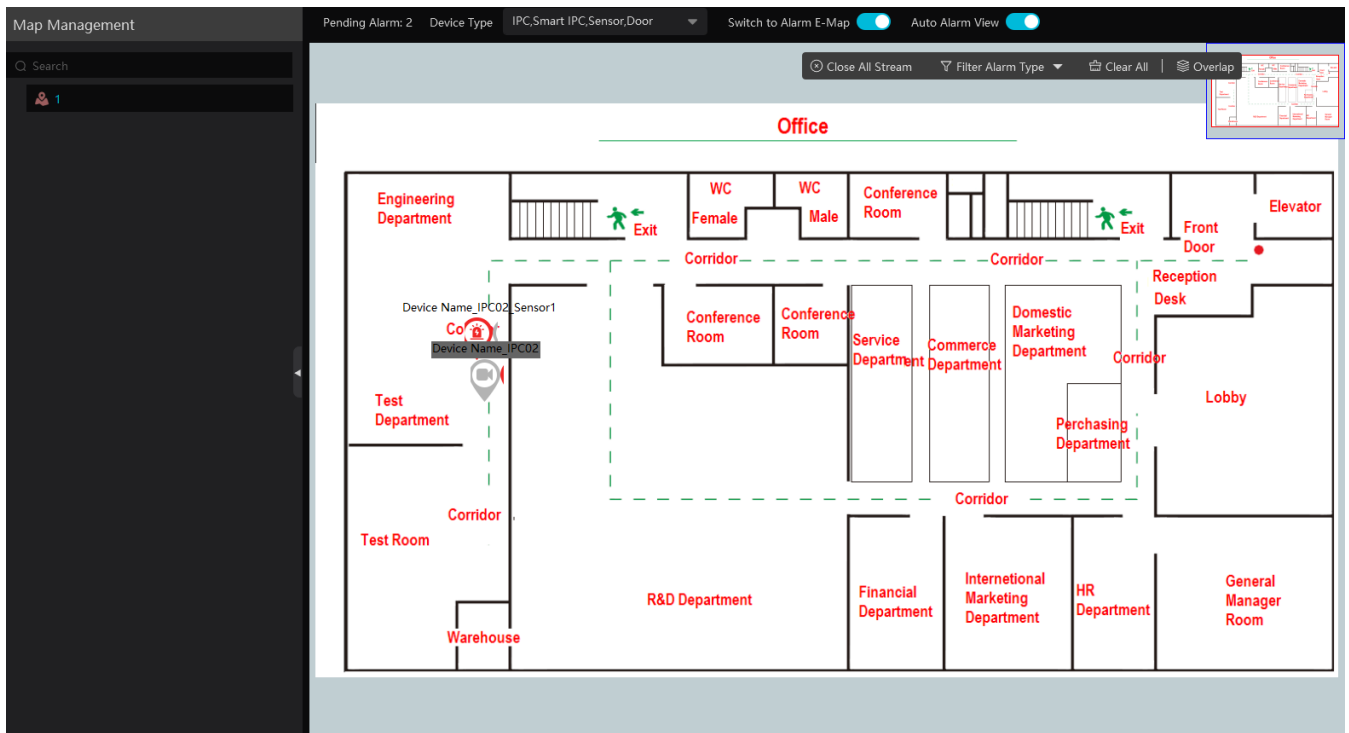 Map Management
Pending Alarm: 2 Device Type IPC,Smart IPC,Sensor,Door Switch to Alarm E-Map Auto Alarm View
Search
1
Close All Stream Filter Alarm Type Clear All Overlap
Office
Engineering
Department
Exit
WC
Female
WC
Male
Conference
Room
Exit
Front
Door
Elevator
Corridor
Corridor
Reception
Desk
Device Name_IPC02_Sensor1
Device Name_IPC02
Conference
Room
Conference
Room
Service
Department
Commerce
Department
Domestic
Marketing
Department
Corridor
Perchasing
Department
Lobby
Test
Department
Corridor
Corridor
Test Room
Warehouse
R&D Department
Financial
Department
Internetional
Marketing
Department
HR
Department
General
Manager
Room